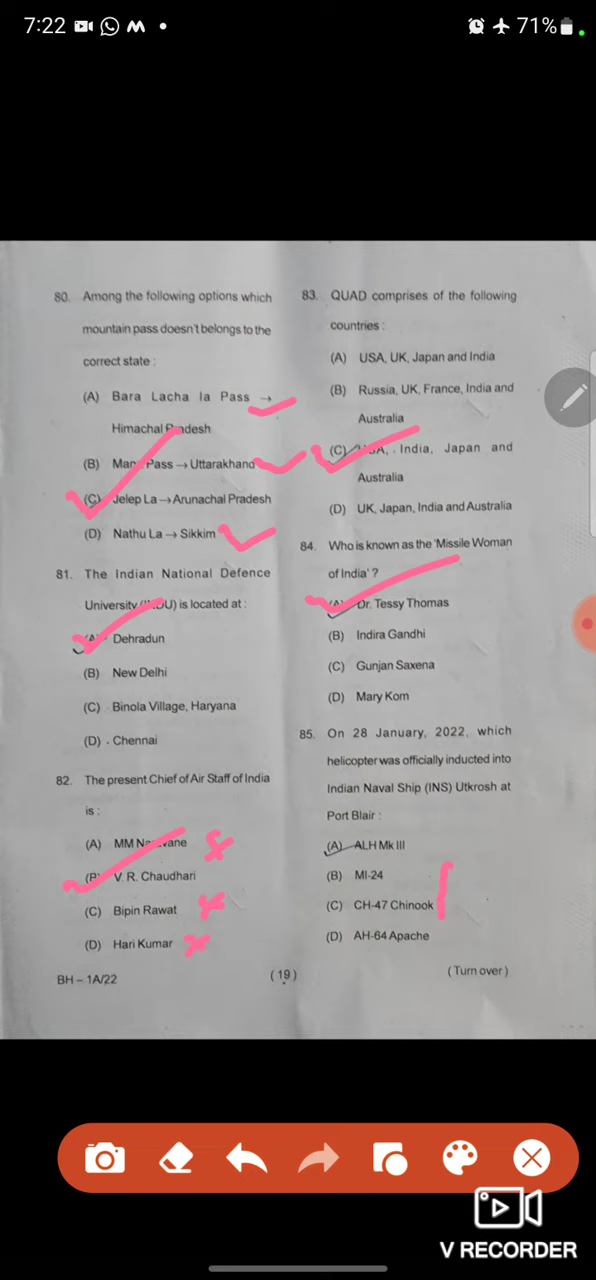 7:22
71%
80. Among the following options which
mountain pass doesn't belongs to the
correct state :
(A) Bara Lacha la Pass →
Himachal Pradesh
(B) Pass → Uttarakhand
(C) Jelep La → Arunachal Pradesh
(D) Nathu La → Sikkim
81. The Indian National Defence
University is located at :
(A) Dehradun
(B) New Delhi
(C) Binola Village, Haryana
(D) Chennai
82. The present Chief of Air Staff of India
is :
(A) MM
(B) V. R. Chaudhari
(C) Bipin Rawat
(D) Hari Kumar
BH – 1A/22
(19)
83. QUAD comprises of the following
countries :
(A) USA, UK, Japan and India
(B) Russia, UK, France, India and
Australia
(C) USA, India, Japan and
Australia
(D) UK, Japan, India and Australia
84. Who is known as the 'Missile Woman
of India' ?
(A) Dr. Tessy Thomas
(B) Indira Gandhi
(C) Gunjan Saxena
(D) Mary Kom
85. On 28 January, 2022, which
helicopter was officially inducted into
Indian Naval Ship (INS) Utkrosh at
Port Blair :
(A) ALH Mk III
(B) MI-24
(C) CH-47 Chinook
(D) AH-64 Apache
(Turn over)
V RECORDER